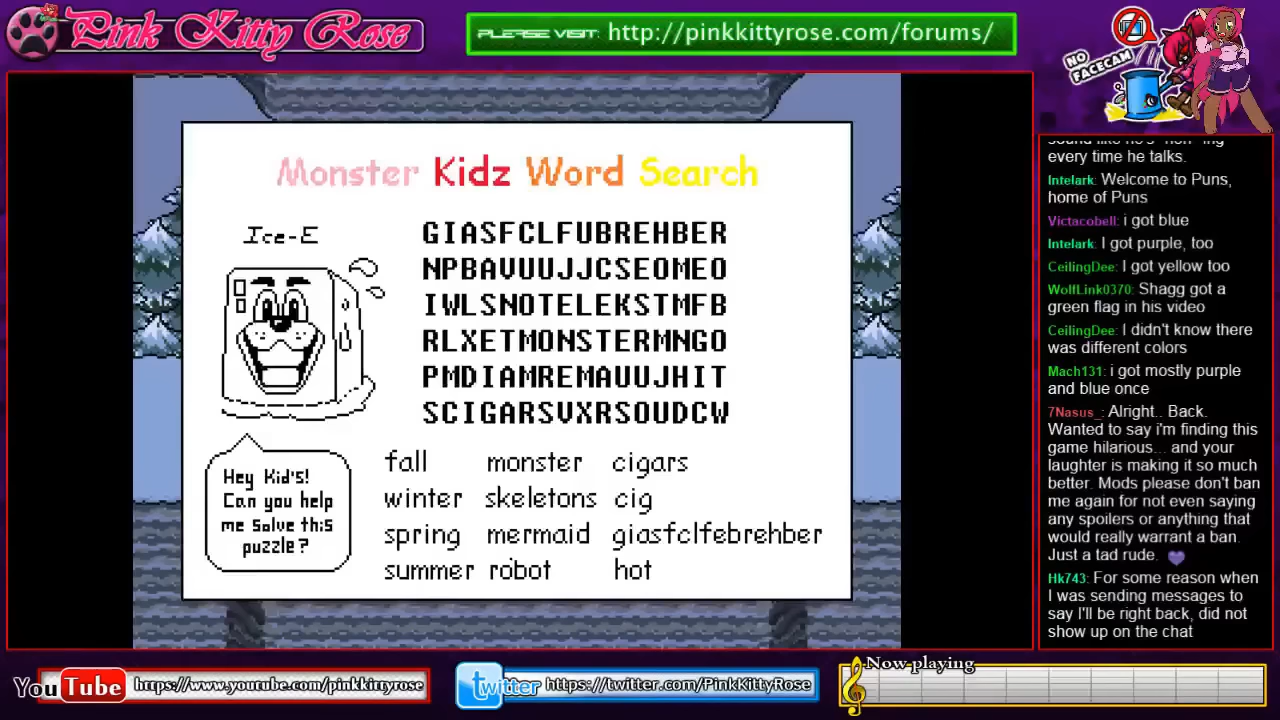 Pink Kitty Rose
PLEASE VISIT: http://pinkkittyrose.com/forums/
NO FACECAM
Monster Kidz Word Search
Ice-E
GIASFCLFUBREHBER
NPBAVUUJJCSEOMEO
IWLSNOTELEKSTMFB
RLXETMONSTERMNGO
PMDIAMREMAUUJHIT
SCIGARSVXRSOUDCW
Hey Kid's!
Can you help
me solve this
puzzle?
fall monster cigars
winter skeletons cig
spring mermaid giasfclfebrehber
summer robot hot
every time he talks.
Intelark: Welcome to Puns,
home of Puns
Victacobell: i got blue
Intelark: I got purple, too
CeilingDee: I got yellow too
WolfLink0370: Shagg got a
green flag in his video
CeilingDee: I didn't know there
was different colors
Mach131: i got mostly purple
and blue once
7Nasus_: Alright.. Back.
Wanted to say i'm finding this
game hilarious... and your
laughter is making it so much
better. Mods please don't ban
me again for not even saying
any spoilers or anything that
would really warrant a ban.
Just a tad rude.
Hk743: For some reason when
I was sending messages to
say I'll be right back, did not
show up on the chat
YouTube https://www.youtube.com/pinkkittyrose
twitter https://twitter.com/PinkKittyRose
Now playing